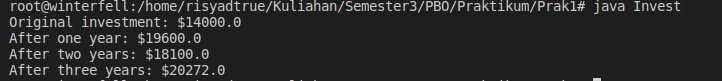 root@winterfell:/home/risyadtrue/Kuliahan/Semester3/PBO/Praktikum/Prak1# java Invest
Original investment: $14000.0
After one year: $19600.0
After two years: $18100.0
After three years: $20272.0